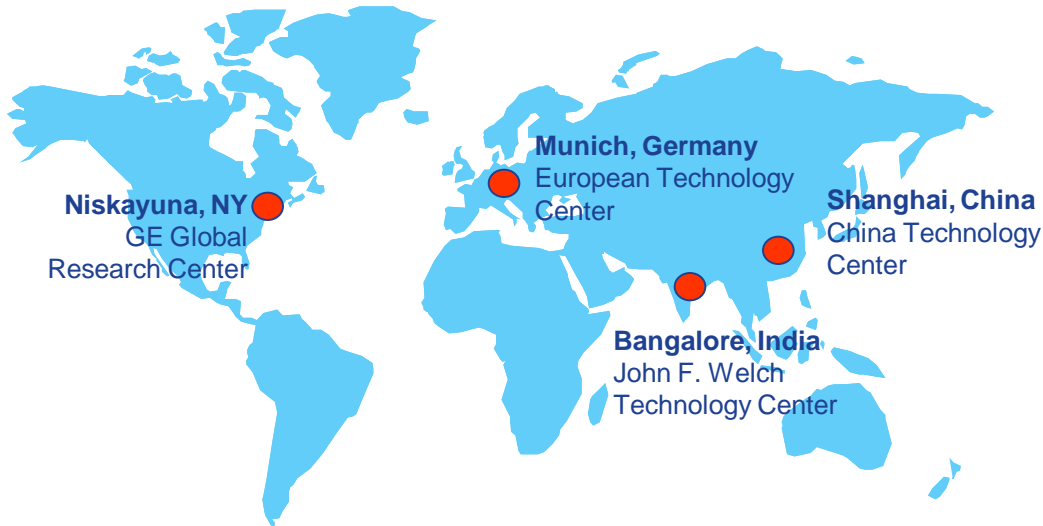 Niskayuna, NY
GE Global
Research Center
Munich, Germany
European Technology
Center
Shanghai, China
China Technology
Center
Bangalore, India
John F. Welch
Technology Center